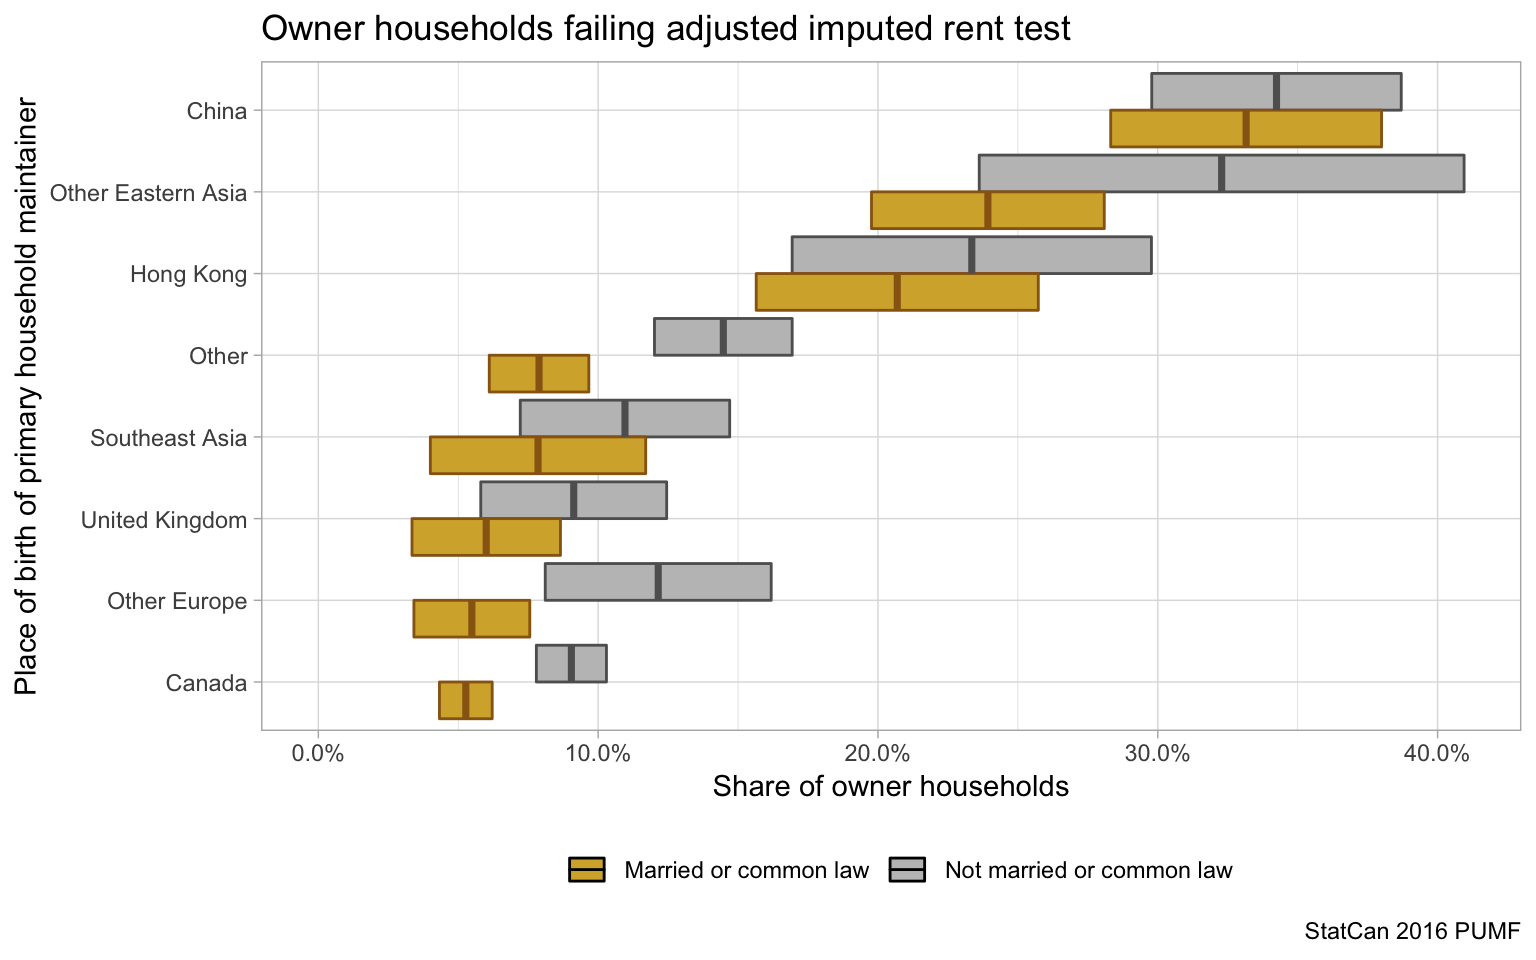 Owner households failing adjusted imputed rent test
Place of birth of primary household maintainer
China
Other Eastern Asia
Hong Kong
Other
Southeast Asia
United Kingdom
Other Europe
Canada
0.0% 10.0% 20.0% 30.0% 40.0%
Share of owner households
Married or common law Not married or common law
StatCan 2016 PUMF